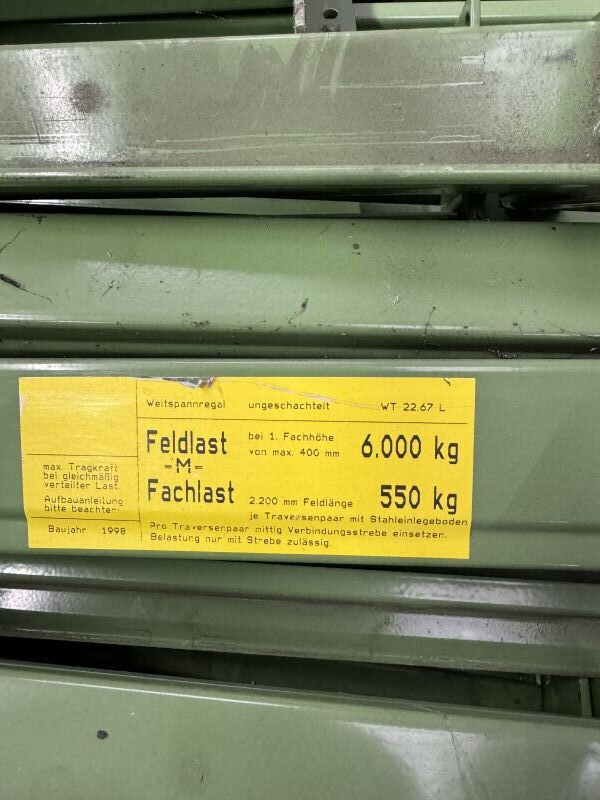 Weitspannregal ungeschachtelt WT 22.67 L
Feldlast bei 1. Fachhöhe von max. 400 mm 6.000 kg
-M-
Fachlast 2.200 mm Feldlänge 550 kg
je Traversenpaar mit Stahleinlegeboden
Pro Traversenpaar mittig Verbindungsstrebe einsetzen.
Belastung nur mit Strebe zulässig.
max. Tragkraft
bei gleichmäßig
verteilter Last.
Aufbauanleitung
bitte beachten!
Baujahr 1998